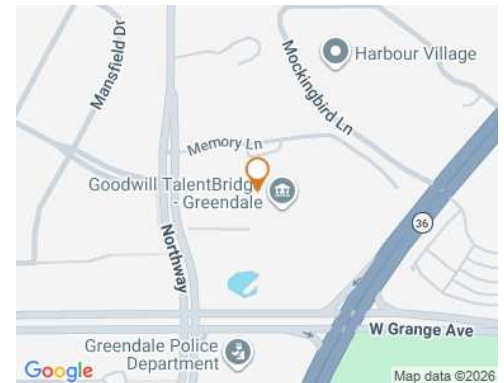 Mansfield Dr
Harbour Village
Mockingbird Ln
Memory Ln
Goodwill TalentBridge
- Greendale
Northway
36
W Grange Ave
Greendale Police
Department
Google
Map data ©2026